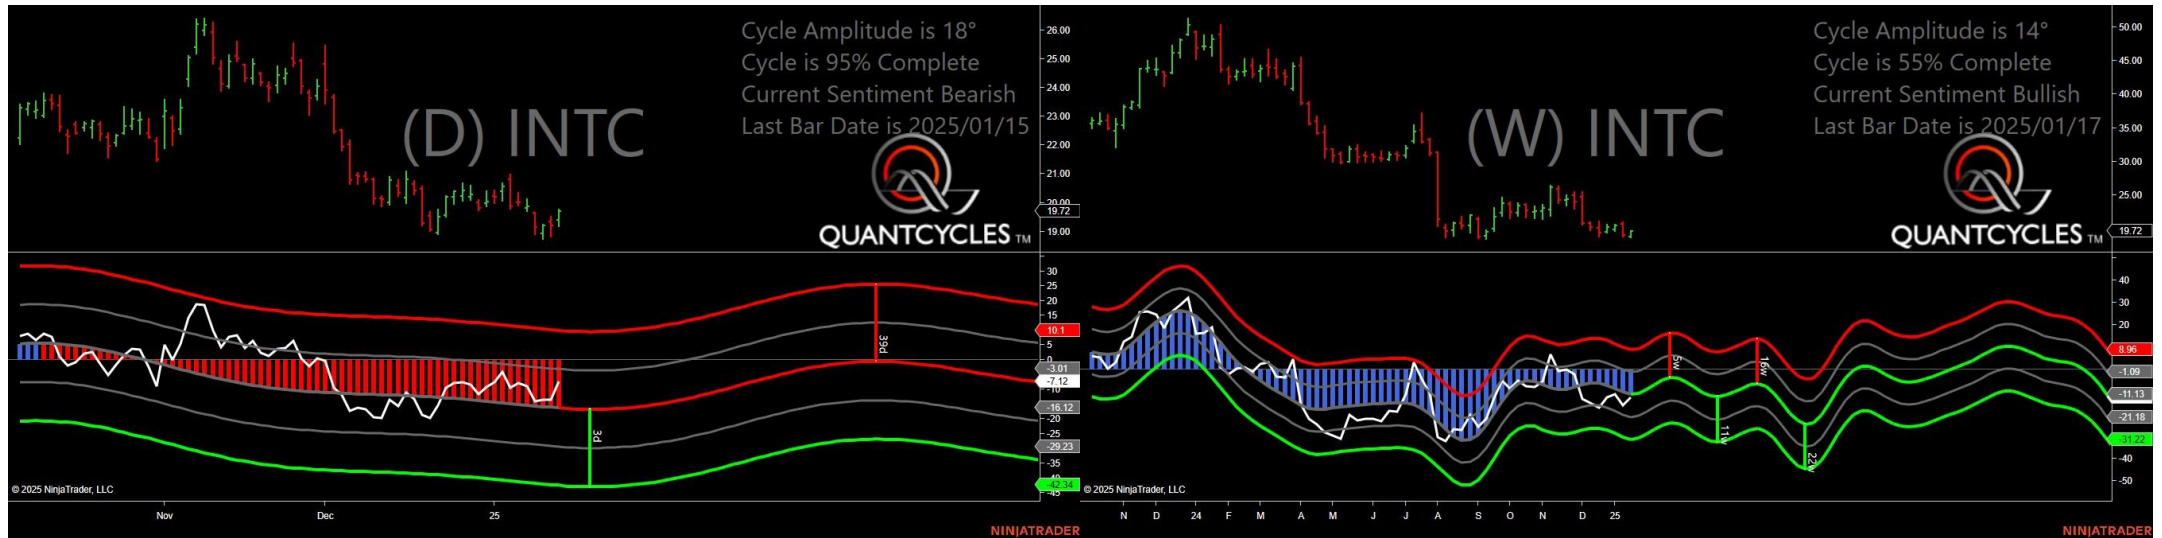 Cycle Amplitude is 18°
Cycle is 95% Complete
Current Sentiment Bearish
Last Bar Date is 2025/01/15
(D) INTC
QUANTCYCLES TM
26.00
25.00
24.00
23.00
22.00
21.00
20.00
19.72
19.00
30
25
20
15
10.1
5
0
-3.01
-7.12
-10
-16.12
-20
-25
-29.23
-35
-42.34
-45
39d
3d
© 2025 NinjaTrader, LLC
Nov
Dec
25
NINJATRADER
Cycle Amplitude is 14°
Cycle is 55% Complete
Current Sentiment Bullish
Last Bar Date is 2025/01/17
(W) INTC
QUANTCYCLES TM
50.00
45.00
40.00
35.00
30.00
25.00
19.72
40
30
20
8.96
-1.09
-11.13
-21.18
-31.22
-40
-50
5w
16w
11w
22w
© 2025 NinjaTrader, LLC
N D 24 F M A M J J A S O N D 25
NINJATRADER